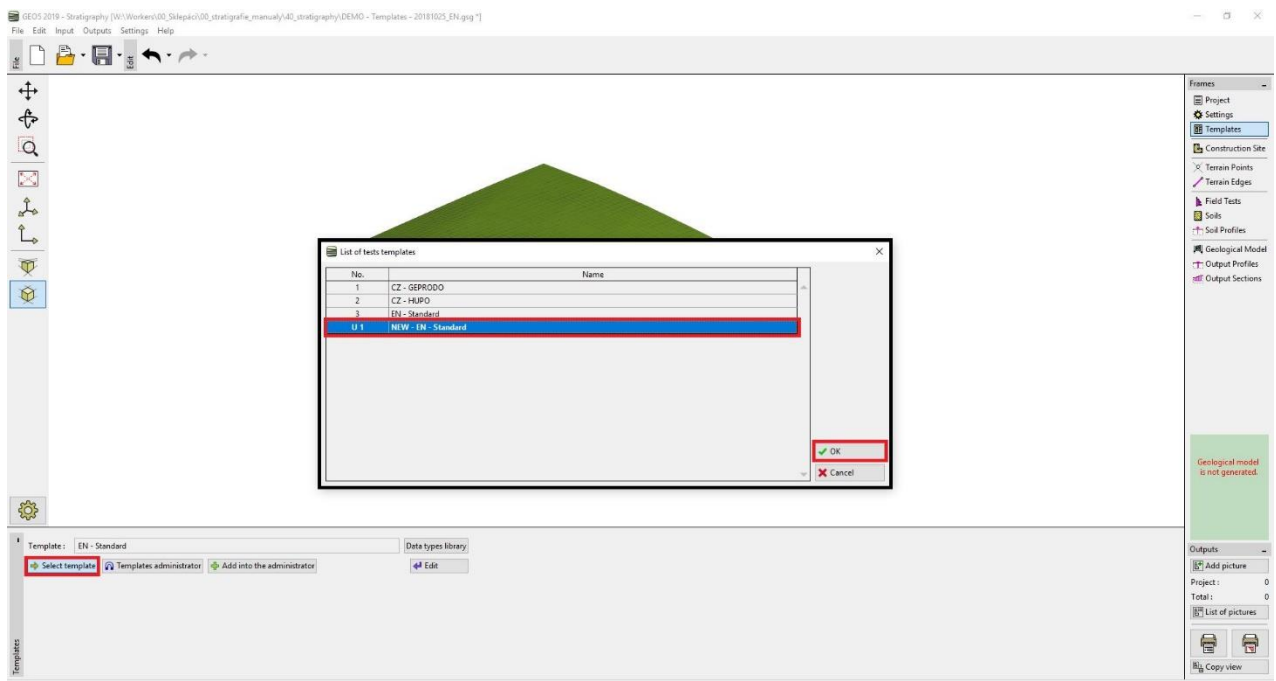 GEO5 2019 - Stratigraphy [W:\Workers\00_Sklepáci\00_stratigrafie_manualy\40_stratigraphy\DEMO - Templates - 20181025_EN.gsg *]
File Edit Input Outputs Settings Help
File
Edit
Frames
Project
Settings
Templates
Construction Site
Terrain Points
Terrain Edges
Field Tests
Soils
Soil Profiles
Geological Model
Output Profiles
Output Sections
List of tests templates
No. Name
1 CZ - GEPRODO
2 CZ - HUPO
3 EN - Standard
U 1 NEW - EN - Standard
OK
Cancel
Geological model
is not generated.
Template : EN - Standard Data types library
Select template Templates administrator Add into the administrator Edit
Templates
Outputs
Add picture
Project : 0
Total : 0
List of pictures
Copy view